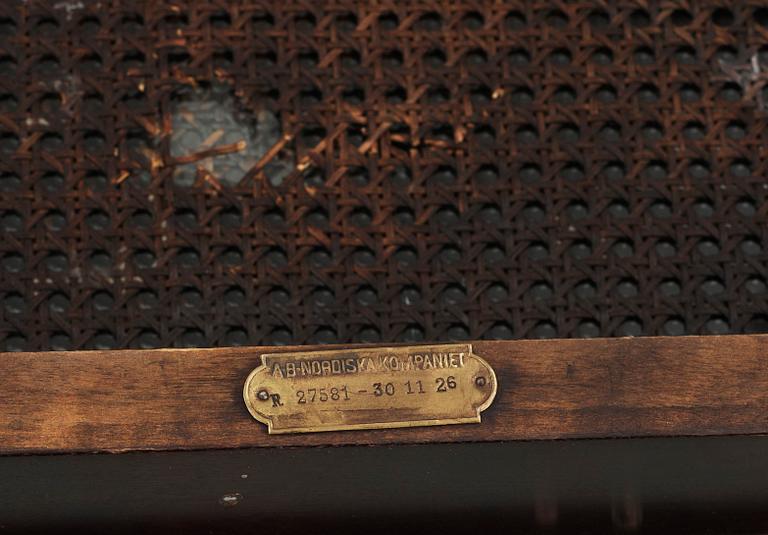 A.B. NORDISKA KOMPANIET
R 27581 - 30 11 26